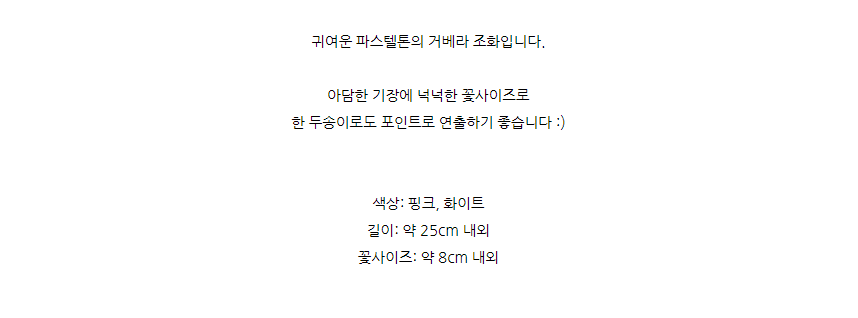 귀여운 파스텔톤의 거베라 조화입니다.
아담한 기장에 넉넉한 꽃사이즈로
한 두송이로도 포인트로 연출하기 좋습니다 :)
색상: 핑크, 화이트
길이: 약 25cm 내외
꽃사이즈: 약 8cm 내외